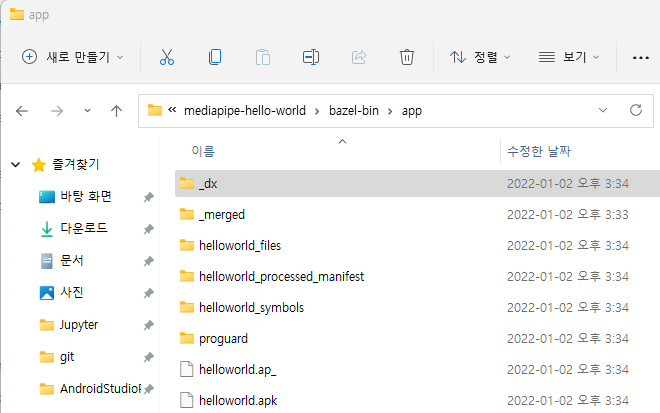 app
새로 만들기 정렬 보기
mediapipe-hello-world bazel-bin app
이름 수정한 날짜
즐겨찾기
바탕 화면
다운로드
문서
사진
Jupyter
git
_dx 2022-01-02 오후 3:34
_merged 2022-01-02 오후 3:33
helloworld_files 2022-01-02 오후 3:34
helloworld_processed_manifest 2022-01-02 오후 3:34
helloworld_symbols 2022-01-02 오후 3:34
proguard 2022-01-02 오후 3:34
helloworld.ap_ 2022-01-02 오후 3:34
helloworld.apk 2022-01-02 오후 3:34